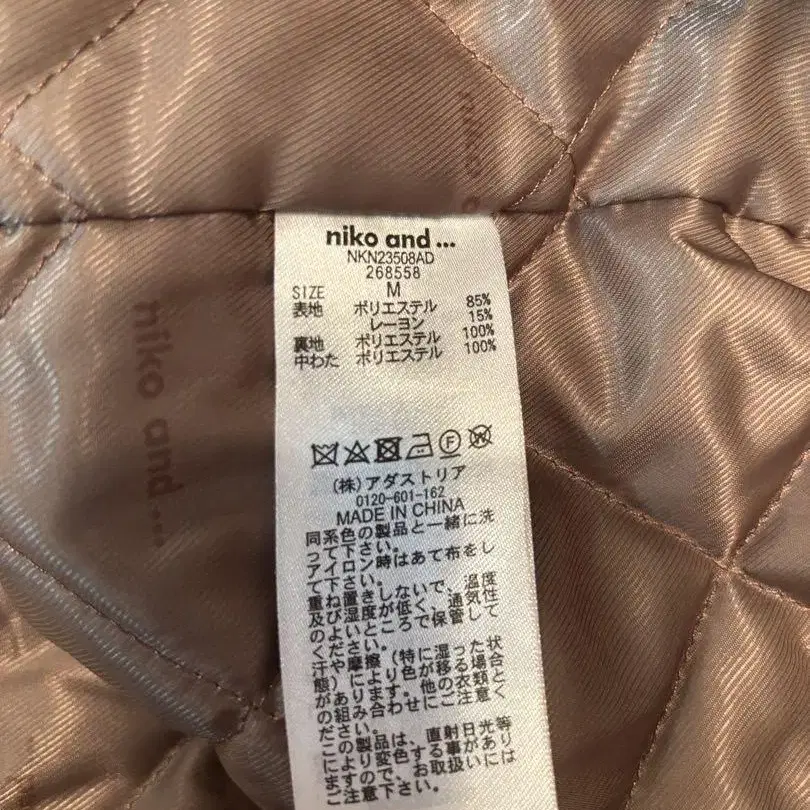 niko and...
NKN23508AD
268558
SIZE M
表地 ポリエステル 85%
レーヨン 15%
裏地 ポリエステル 100%
中わた ポリエステル 100%
(株)アダストリア
0120-601-162
MADE IN CHINA
同系色の製品と一緒に洗
って下さい。
アイロン時はあて布をし
て下さい。
重ね置きしないで、温度
及び湿度が低く、通気性
のよいところで保管して
ください。
汗や摩擦(特に湿った状
態)により色が移る場合
があります。他の衣類と
の組み合わせにご注意く
ださい。
この製品は、直射日光等
により変色する事があり
ますので、お取扱いには
niko and...